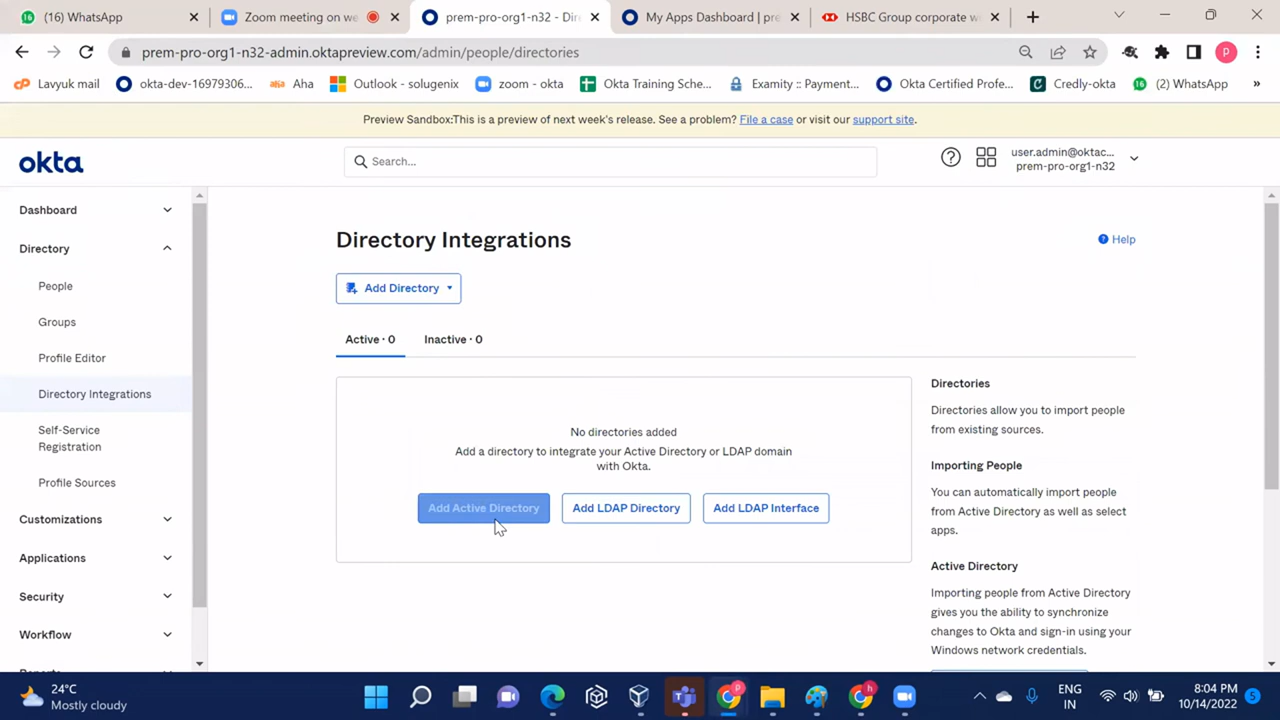 (16) WhatsApp
Zoom meeting on we
prem-pro-org1-n32 - Dire
My Apps Dashboard | pre
HSBC Group corporate w
prem-pro-org1-n32-admin.oktapreview.com/admin/people/directories
P
Lavyuk mail
okta-dev-16979306...
Aha
Outlook - solugenix
zoom - okta
Okta Training Sche...
Examity :: Payment...
Okta Certified Profe...
Credly-okta
(2) WhatsApp
»
Preview Sandbox:This is a preview of next week's release. See a problem? File a case or visit our support site.
okta
Search...
user.admin@oktac...
prem-pro-org1-n32
Dashboard
Directory
People
Groups
Profile Editor
Directory Integrations
Self-Service
Registration
Profile Sources
Customizations
Applications
Security
Workflow
Reports
Directory Integrations
Help
Add Directory
Active · 0
Inactive · 0
No directories added
Add a directory to integrate your Active Directory or LDAP domain
with Okta.
Add Active Directory
Add LDAP Directory
Add LDAP Interface
Directories
Directories allow you to import people
from existing sources.
Importing People
You can automatically import people
from Active Directory as well as select
apps.
Active Directory
Importing people from Active Directory
gives you the ability to synchronize
changes to Okta and sign-in using your
Windows network credentials.
24°C
Mostly cloudy
ENG
IN
8:04 PM
10/14/2022
5